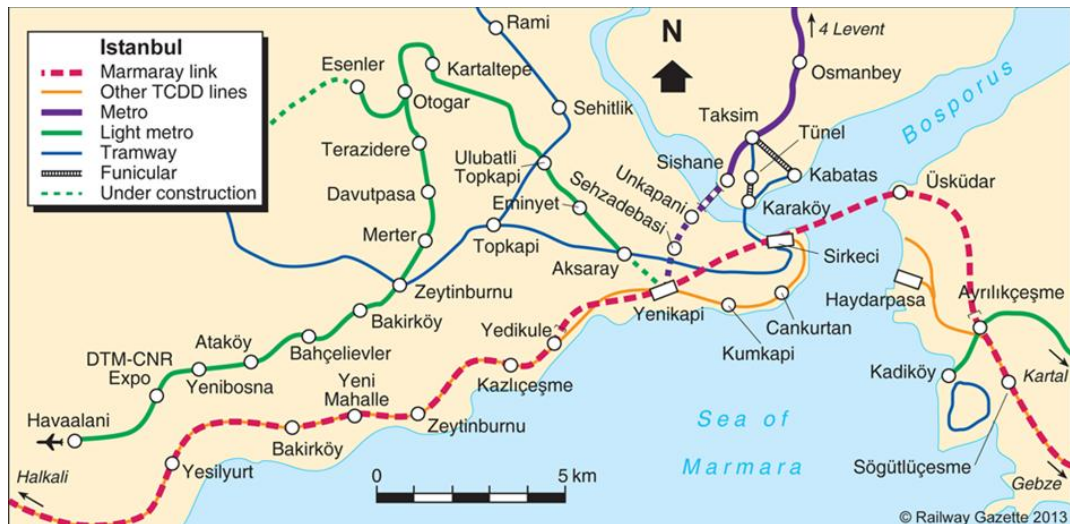 Istanbul
Marmaray link
Other TCDD lines
Metro
Light metro
Tramway
Funicular
Under construction
N
4 Levent
Rami
Esenler
Kartaltepe
Osmanbey
Otogar
Sehitlik
Taksim
Tünel
Bosporus
Terazidere
Ulubatli
Topkapi
Sishane
Kabatas
Unkapani
Davutpasa
Eminyet
Sehzadebasi
Karaköy
Üsküdar
Merter
Topkapi
Aksaray
Sirkeci
Zeytinburnu
Haydarpasa
Ayrılıkçeşme
Yenikapi
Cankurtan
Bakirköy
Yedikule
Kumkapi
Bahçelievler
Ataköy
DTM-CNR
Expo
Yenibosna
Kazlıçeşme
Kadiköy
Kartal
Yeni
Mahalle
Havaalani
Zeytinburnu
Bakirköy
Sea of
Marmara
Yesilyurt
Halkali
0
5 km
Sögütlüçesme
Gebze
© Railway Gazette 2013